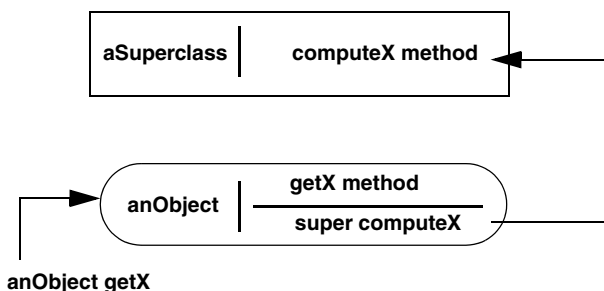 aSuperclass computeX method
getX method
anObject
super computeX
anObject getX